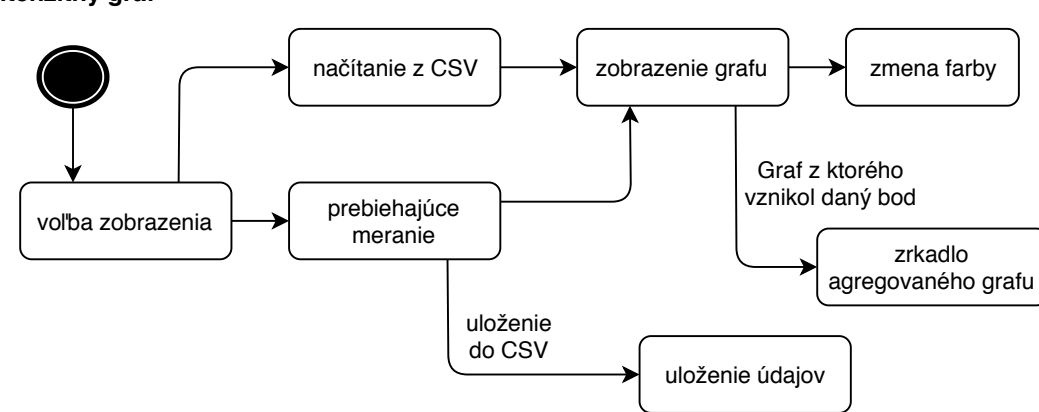 graf
načítanie z CSV
zobrazenie grafu
zmena farby
voľba zobrazenia
prebiehajúce
meranie
Graf z ktorého
vznikol daný bod
zrkadlo
agregovaného grafu
uloženie
do CSV
uloženie údajov